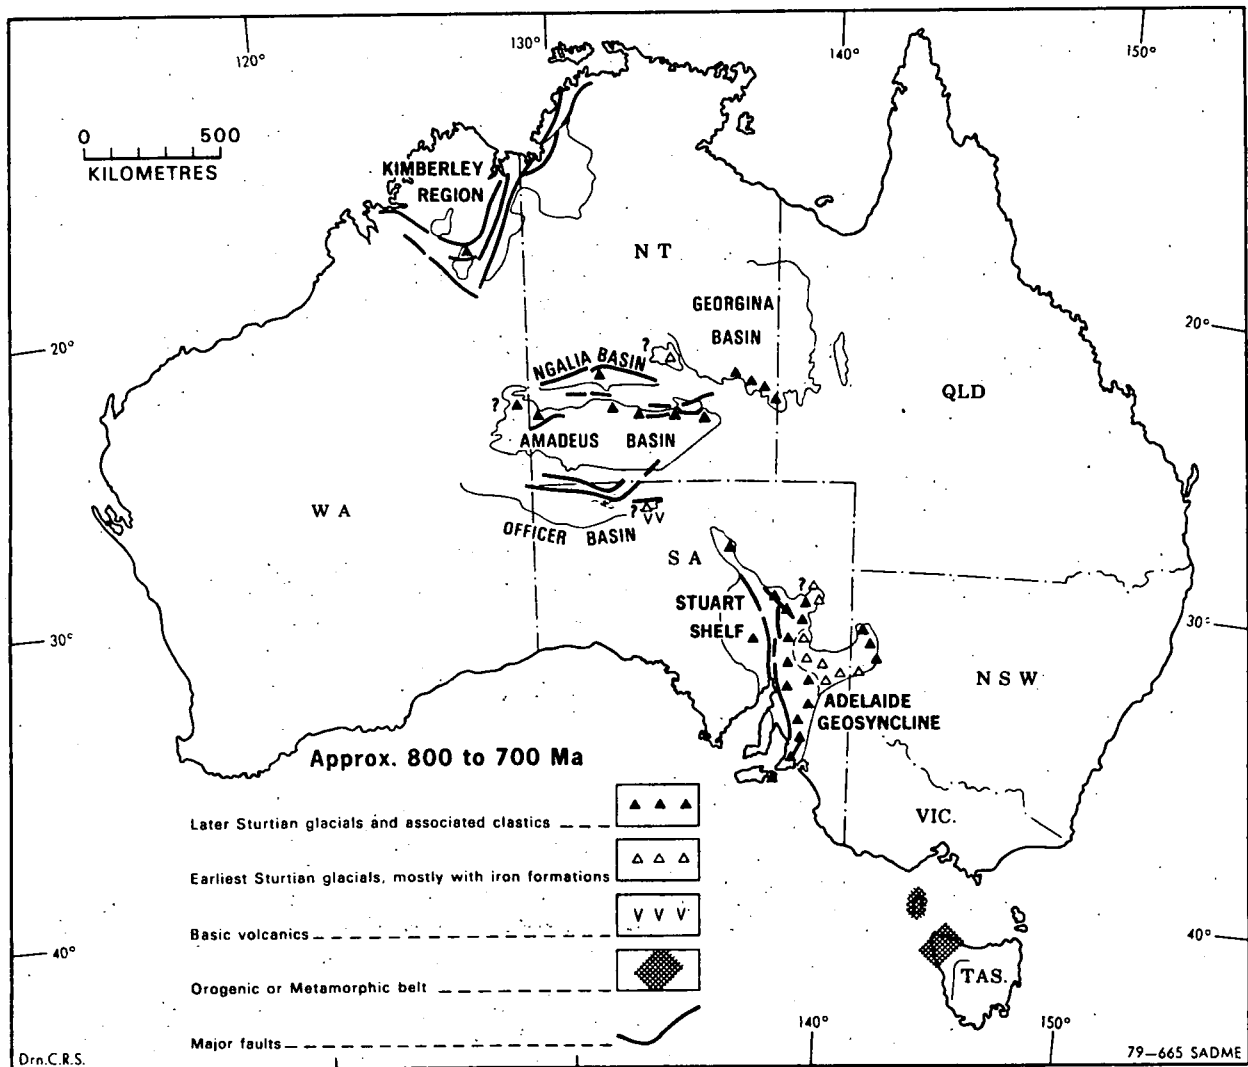 120°
130°
140°
150°
0 500
KILOMETRES
KIMBERLEY
REGION
N T
GEORGINA
BASIN
20°
20°
?
NGALIA BASIN
?
QLD
AMADEUS BASIN
W A
?
V V
OFFICER BASIN
S A
?
STUART
SHELF
30°
30°
N S W
ADELAIDE
GEOSYNCLINE
Approx. 800 to 700 Ma
VIC.
Later Sturtian glacials and associated clastics
Earliest Sturtian glacials, mostly with iron formations
Basic volcanics
V V V
40°
40°
Orogenic or Metamorphic belt
TAS.
Major faults
140°
150°
Drn.C.R.S.
79–665 SADME